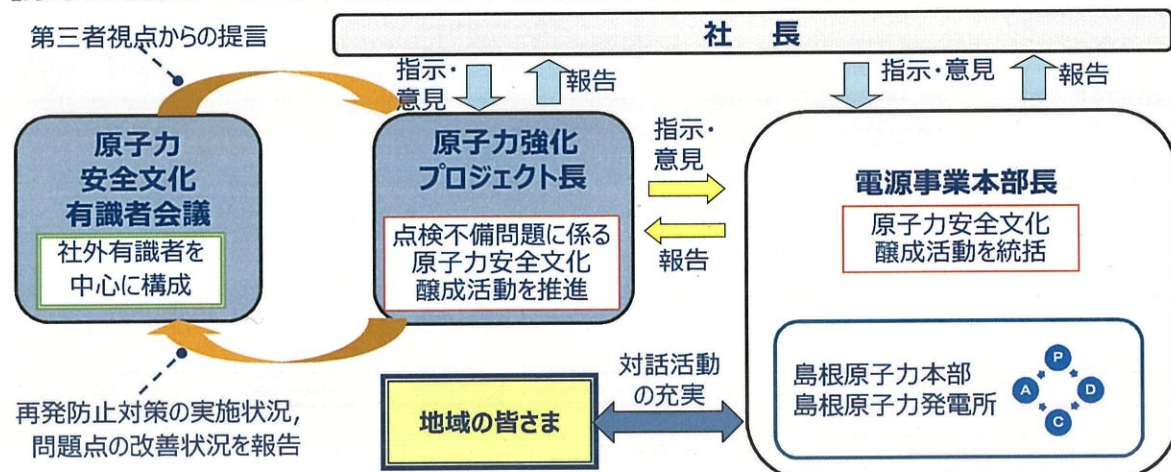 第三者視点からの提言
社 長
指示・
意見
報告
指示・意見
報告
原子力
安全文化
有識者会議
社外有識者を
中心に構成
原子力強化
プロジェクト長
点検不備問題に係る
原子力安全文化
醸成活動を推進
指示・
意見
報告
電源事業本部長
原子力安全文化
醸成活動を統括
島根原子力本部
島根原子力発電所
P
A
D
C
対話活動
の充実
地域の皆さま
再発防止対策の実施状況,
問題点の改善状況を報告